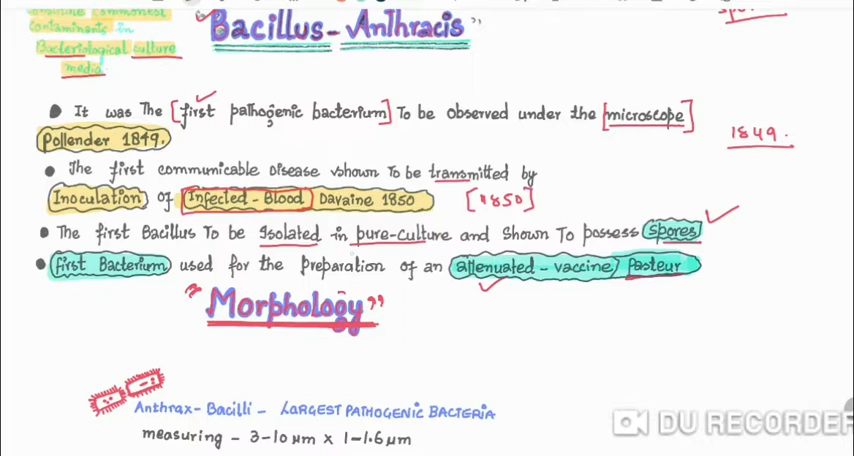 contaminants in
Bacteriological culture
media
Bacillus-Anthracis"
It was the [first pathogenic bacterium] To be observed under the [microscope]
Pollender 1849.
1849.
The first communicable Disease shown To be transmitted by
Inoculation of Infected-Blood Davaine 1850 [1850]
The first Bacillus To be Isolated in pure-culture and shown To possess spores
first Bacterium used for the preparation of an attenuated-vaccine, Pasteur
"Morphology"
Anthrax-Bacilli - LARGEST PATHOGENIC BACTERIA
measuring - 3-10 μm x 1-1.6 μm
DU RECORDER